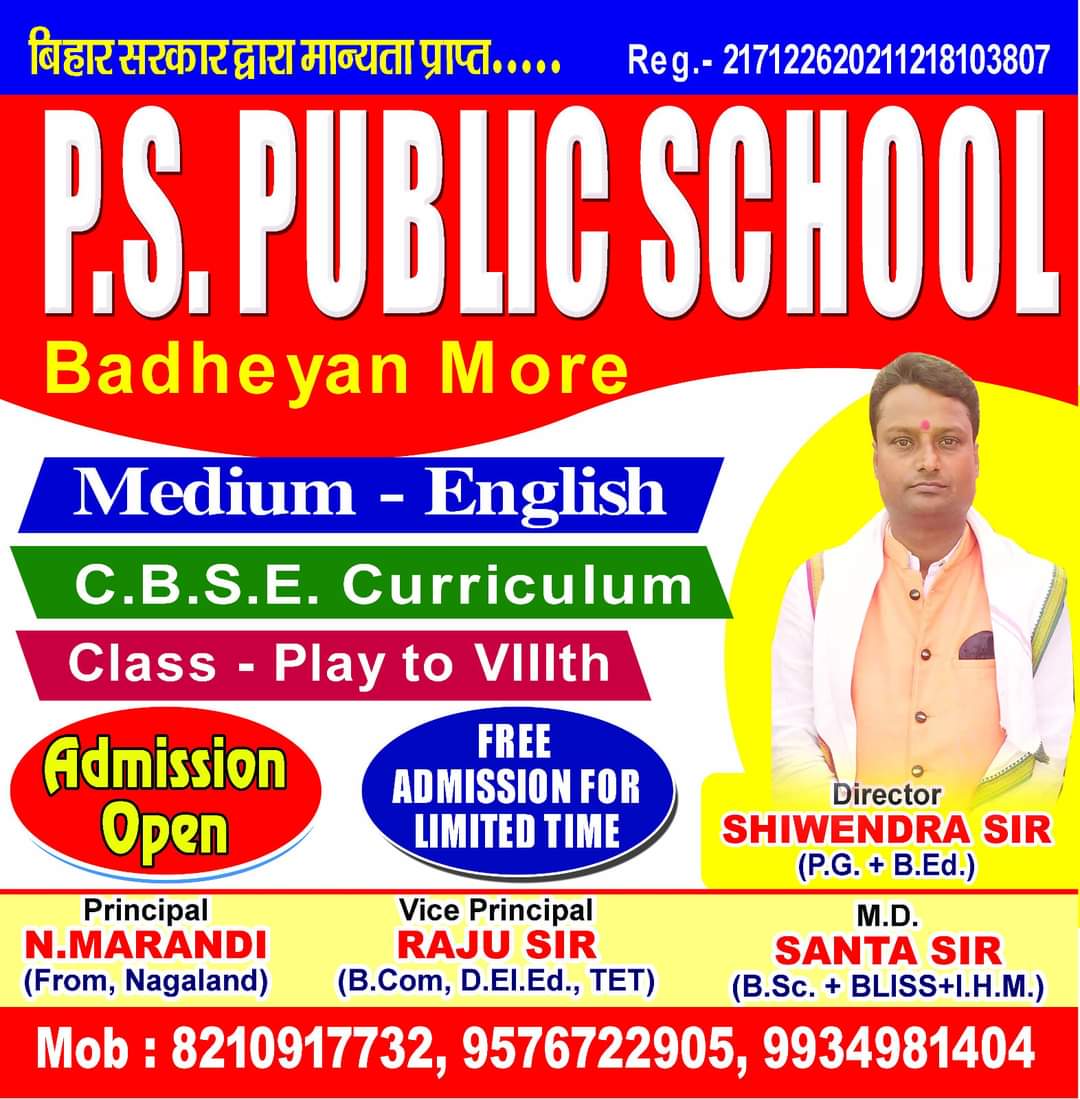 बिहार सरकार द्वारा मान्यता प्राप्त..... Reg.- 217122620211218103807
P.S. PUBLIC SCHOOL
Badheyan More
Medium - English
C.B.S.E. Curriculum
Class - Play to VIIIth
Admission
Open
FREE
ADMISSION FOR
LIMITED TIME
Director
SHIWENDRA SIR
(P.G. + B.Ed.)
Principal
N.MARANDI
(From, Nagaland)
Vice Principal
RAJU SIR
(B.Com, D.El.Ed., TET)
M.D.
SANTA SIR
(B.Sc. + BLISS+I.H.M.)
Mob : 8210917732, 9576722905, 9934981404